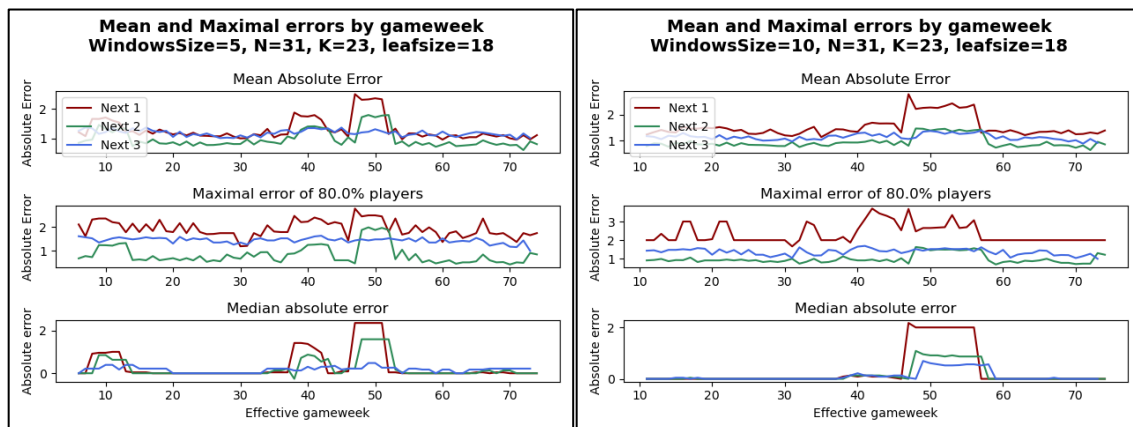 Mean and Maximal errors by gameweek
WindowsSize=5, N=31, K=23, leafsize=18
Mean Absolute Error
Absolute Error
2
1
Next 1
Next 2
Next 3
10 20 30 40 50 60 70
Maximal error of 80.0% players
Absolute Error
2
1
10 20 30 40 50 60 70
Median absolute error
Absolute error
2
0
10 20 30 40 50 60 70
Effective gameweek
Mean and Maximal errors by gameweek
WindowsSize=10, N=31, K=23, leafsize=18
Mean Absolute Error
Absolute Error
2
1
Next 1
Next 2
Next 3
20 30 40 50 60 70
Maximal error of 80.0% players
Absolute Error
3
2
1
20 30 40 50 60 70
Median absolute error
Absolute error
2
0
10 20 30 40 50 60 70
Effective gameweek